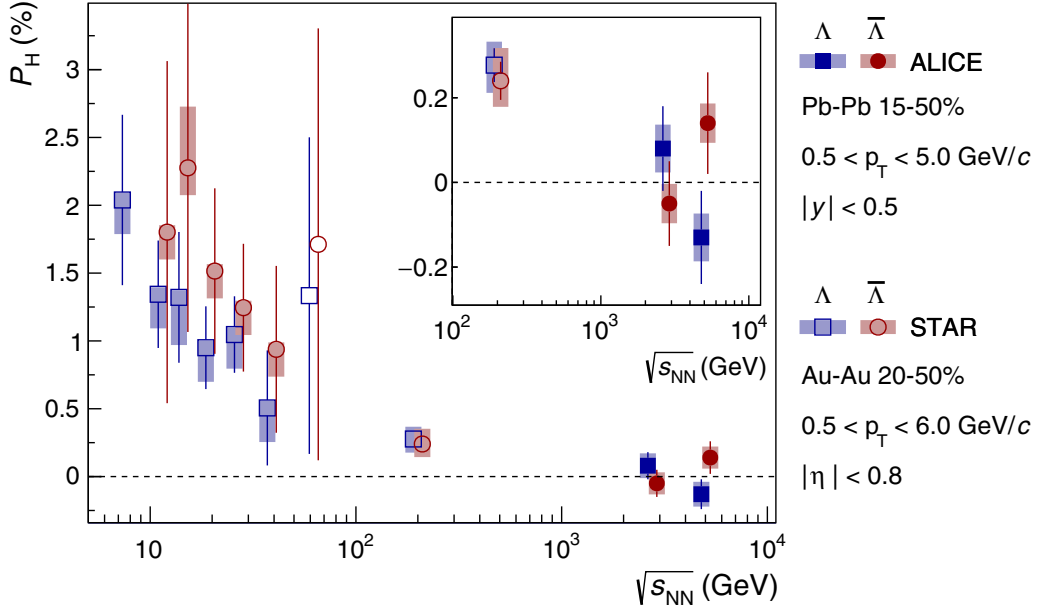 P_H (%)
3
2.5
2
1.5
1
0.5
0
10
10^2
10^3
10^4
√s_NN (GeV)
0.2
0
−0.2
10^2
10^3
10^4
√s_NN (GeV)
Λ Λ̅
ALICE
Pb-Pb 15-50%
0.5 < p_T < 5.0 GeV/c
|y| < 0.5
Λ Λ̅
STAR
Au-Au 20-50%
0.5 < p_T < 6.0 GeV/c
|η| < 0.8